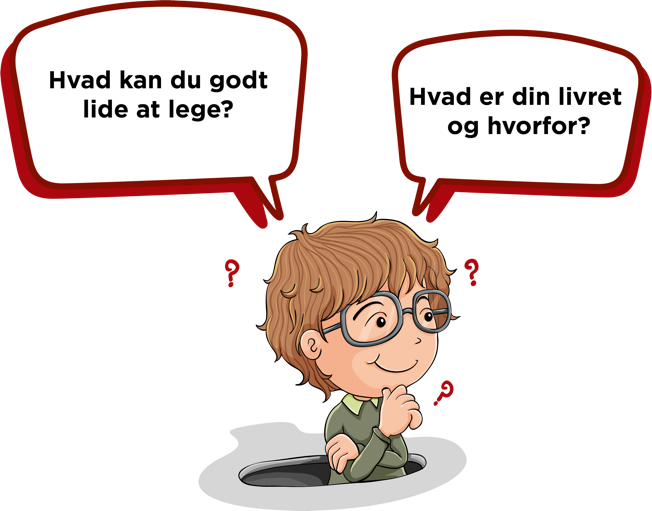 Hvad kan du godt
lide at lege?
Hvad er din livret
og hvorfor?
?
?
?